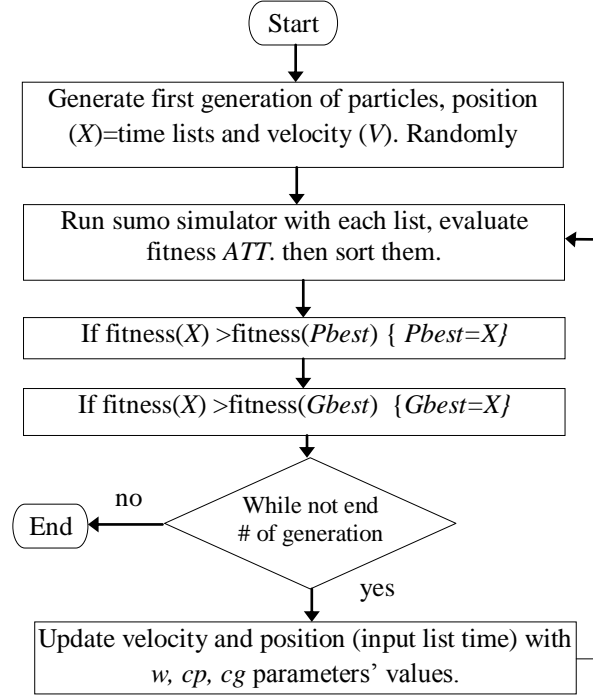 Start
Generate first generation of particles, position
(X)=time lists and velocity (V). Randomly
Run sumo simulator with each list, evaluate
fitness ATT. then sort them.
If fitness(X) >fitness(Pbest) { Pbest=X}
If fitness(X) >fitness(Gbest) {Gbest=X}
While not end
# of generation
no
End
yes
Update velocity and position (input list time) with
w, cp, cg parameters’ values.